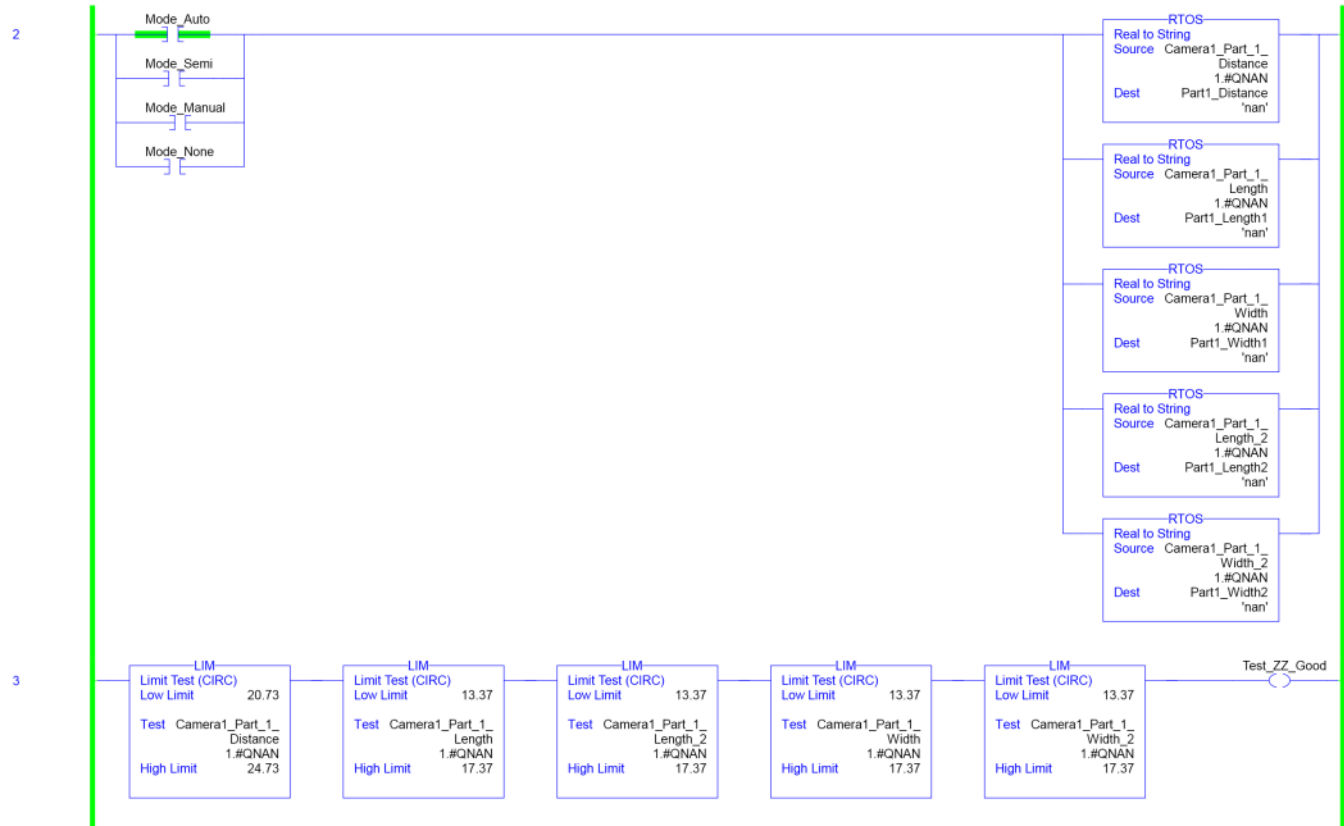 2
Mode_Auto
Mode_Semi
Mode_Manual
Mode_None
RTOS
Real to String
Source Camera1_Part_1_
Distance
1.#QNAN
Dest Part1_Distance
'nan'
RTOS
Real to String
Source Camera1_Part_1_
Length
1.#QNAN
Dest Part1_Length1
'nan'
RTOS
Real to String
Source Camera1_Part_1_
Width
1.#QNAN
Dest Part1_Width1
'nan'
RTOS
Real to String
Source Camera1_Part_1_
Length_2
1.#QNAN
Dest Part1_Length2
'nan'
RTOS
Real to String
Source Camera1_Part_1_
Width_2
1.#QNAN
Dest Part1_Width2
'nan'
3
LIM
Limit Test (CIRC)
Low Limit 20.73
Test Camera1_Part_1_
Distance
1.#QNAN
High Limit 24.73
LIM
Limit Test (CIRC)
Low Limit 13.37
Test Camera1_Part_1_
Length
1.#QNAN
High Limit 17.37
LIM
Limit Test (CIRC)
Low Limit 13.37
Test Camera1_Part_1_
Length_2
1.#QNAN
High Limit 17.37
LIM
Limit Test (CIRC)
Low Limit 13.37
Test Camera1_Part_1_
Width
1.#QNAN
High Limit 17.37
LIM
Limit Test (CIRC)
Low Limit 13.37
Test Camera1_Part_1_
Width_2
1.#QNAN
High Limit 17.37
Test_ZZ_Good